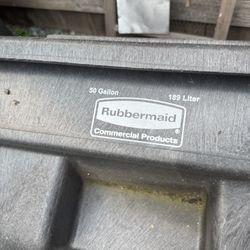 50 Gallon 189 Liter
Rubbermaid
®
Commercial Products